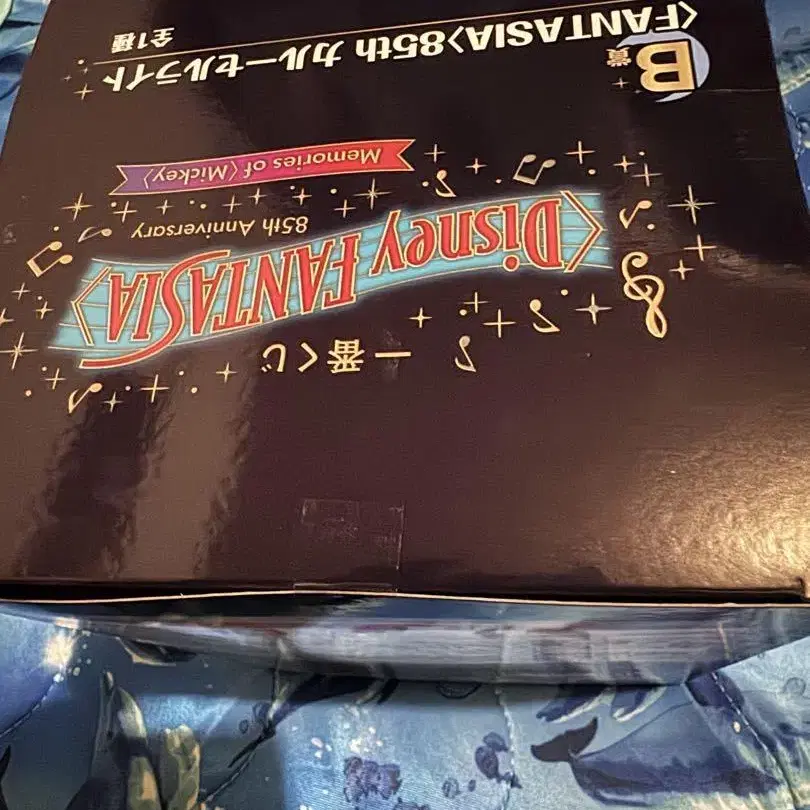 一番くじ
〈Disney FANTASIA〉
85th Anniversary
Memories of〈Mickey〉
B賞
〈FANTASIA〉85th カルーセルライト
全1種